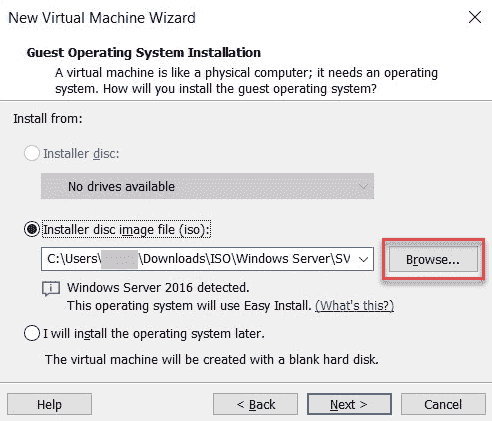 New Virtual Machine Wizard
Guest Operating System Installation
A virtual machine is like a physical computer; it needs an operating
system. How will you install the guest operating system?
Install from:
Installer disc:
No drives available
Installer disc image file (iso):
C:\Users\ \Downloads\ISO\Windows Server\SV
Browse...
Windows Server 2016 detected.
This operating system will use Easy Install. (What's this?)
I will install the operating system later.
The virtual machine will be created with a blank hard disk.
Help
< Back
Next >
Cancel